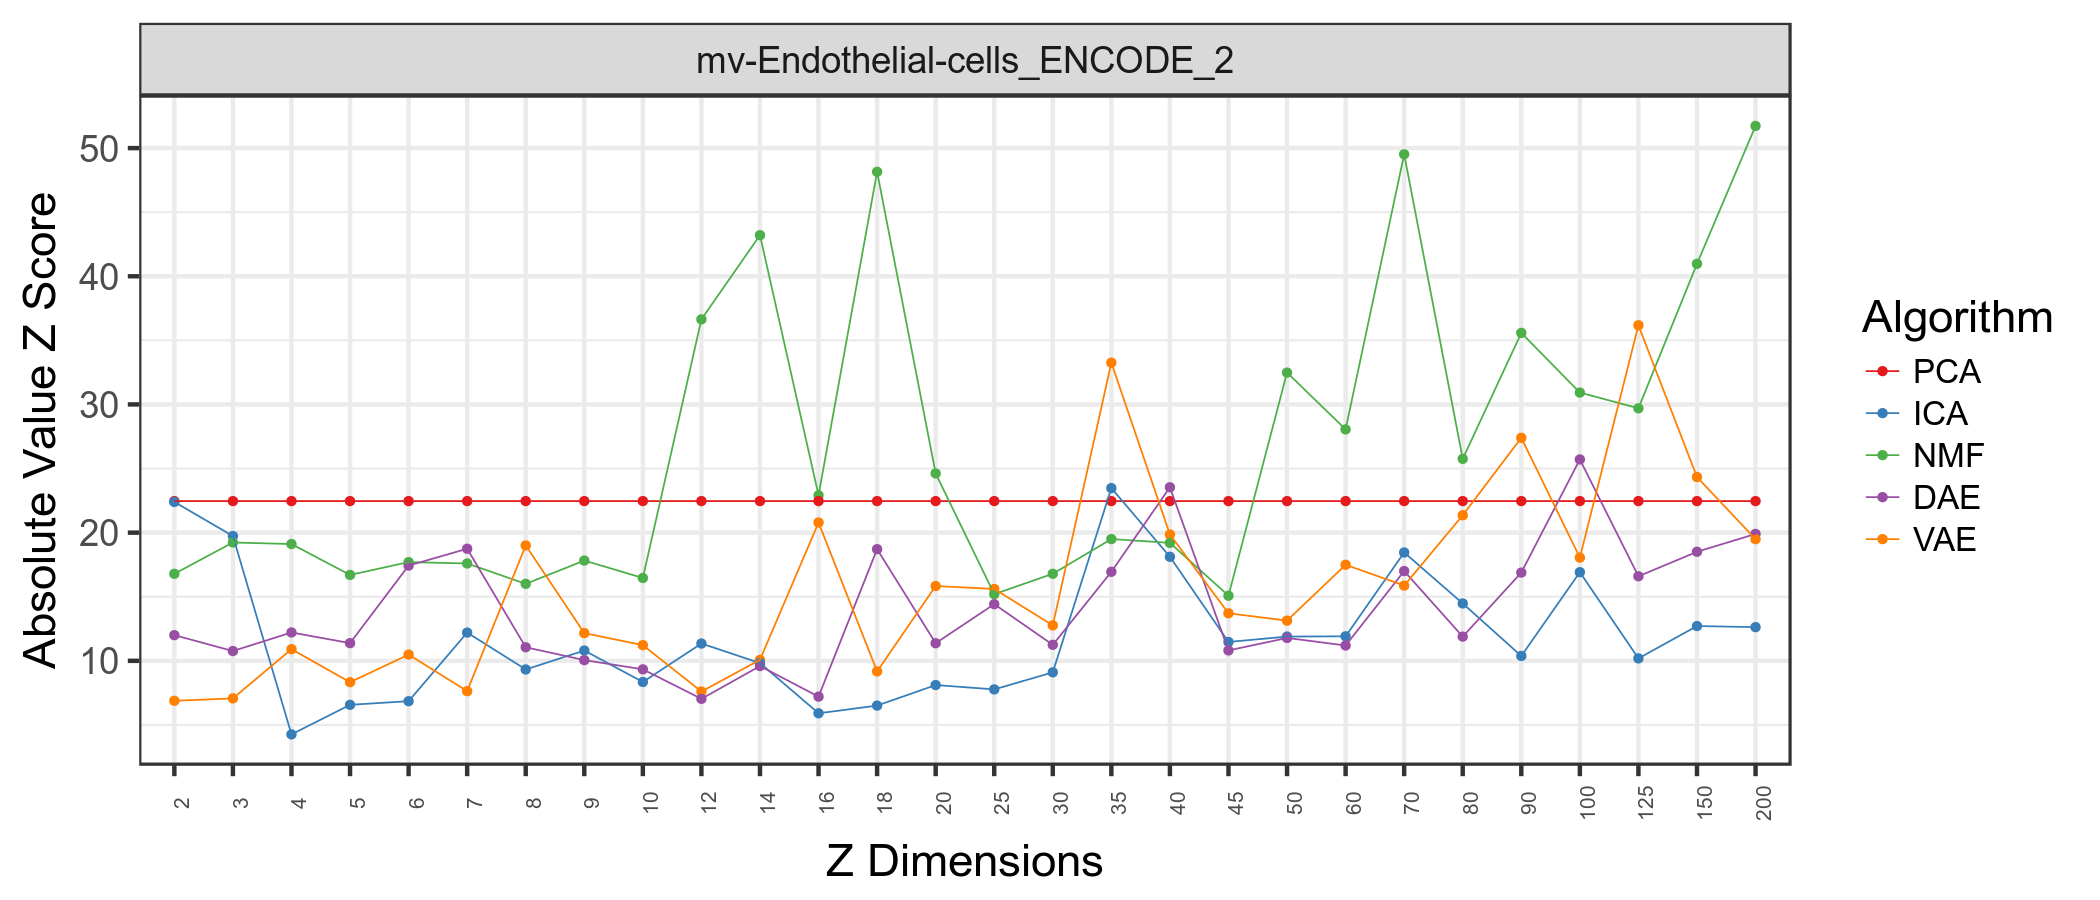 mv-Endothelial-cells_ENCODE_2
Absolute Value Z Score
50
40
30
20
10
2 3 4 5 6 7 8 9 10 12 14 16 18 20 25 30 35 40 45 50 60 70 80 90 100 125 150 200
Z Dimensions
Algorithm
PCA
ICA
NMF
DAE
VAE